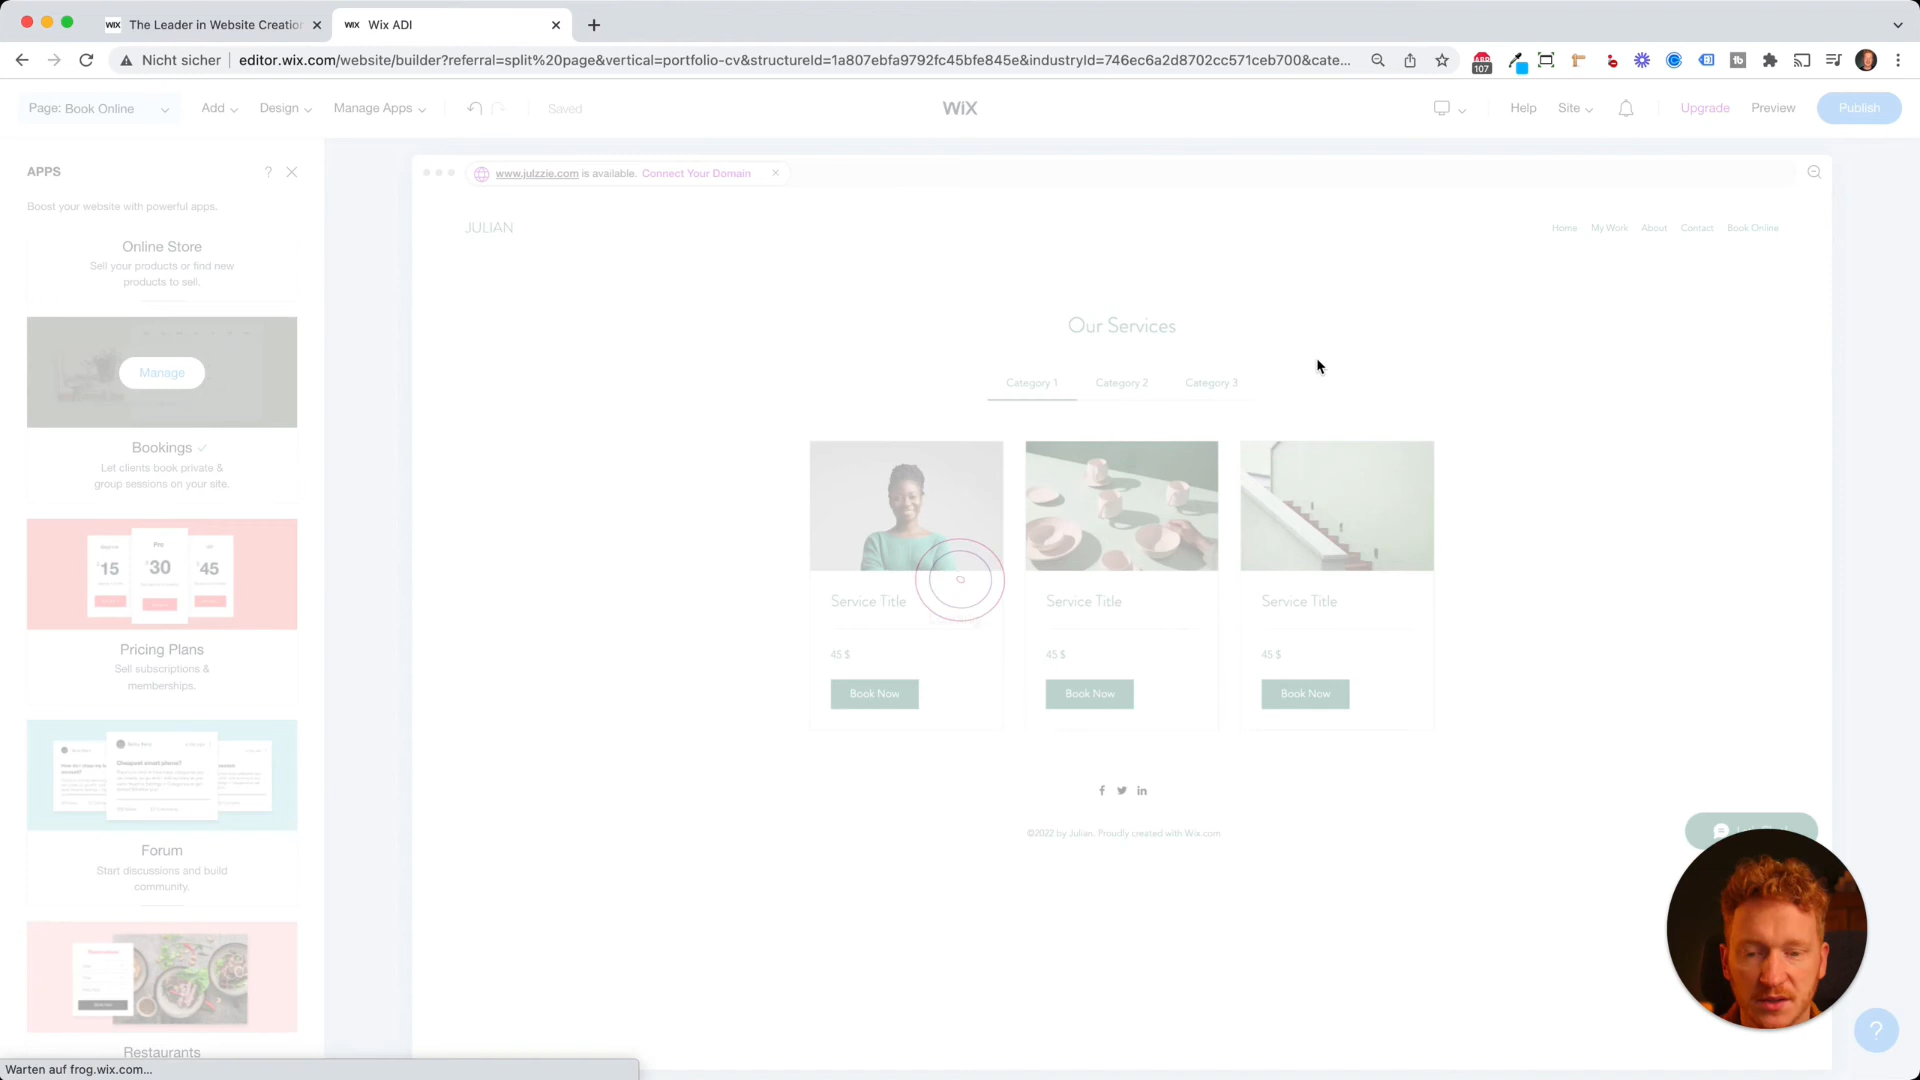 WiX The Leader in Website Creation
WiX Wix ADI
Nicht sicher editor.wix.com/website/builder?referral=split%20page&vertical=portfolio-cv&structureId=1a807ebfa9792fc45bfe845e&industryId=746ec6a2d8702cc571ceb700&cate...
107
Page: Book Online
Add
Design
Manage Apps
Saved
WiX
Help
Site
Upgrade
Preview
Publish
APPS
?
Boost your website with powerful apps.
Online Store
Sell your products or find new
products to sell.
Manage
Bookings
Let clients book private &
group sessions on your site.
Pro
15
30
45
Pricing Plans
Sell subscriptions &
memberships.
Forum
Start discussions and build
community.
Restaurants
www.julzzie.com is available. Connect Your Domain
JULIAN
Home My Work About Contact Book Online
Our Services
Category 1 Category 2 Category 3
Service Title
45 $
Book Now
Service Title
45 $
Book Now
Service Title
45 $
Book Now
©2022 by Julian. Proudly created with Wix.com
?
Warten auf frog.wix.com...